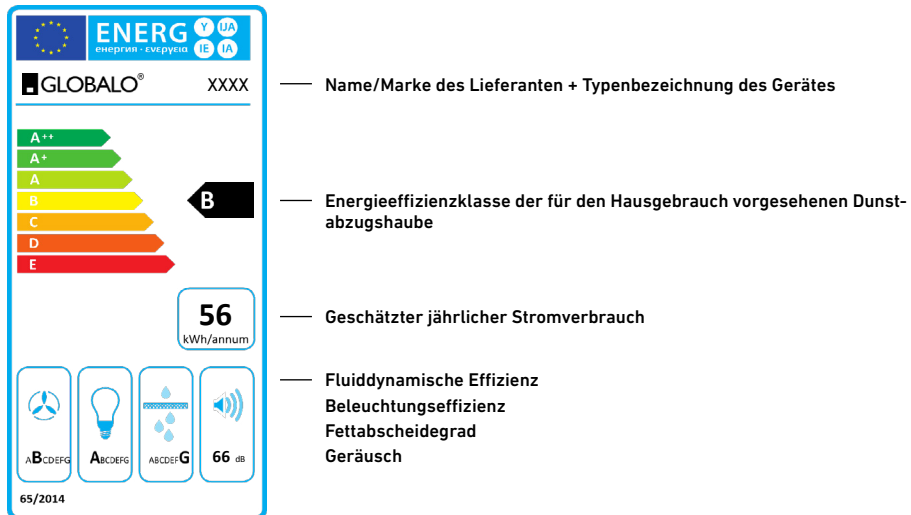 ENERG Y IJA
енергия · ενεργεια IE IA
GLOBALO® XXXX
Name/Marke des Lieferanten + Typenbezeichnung des Gerätes
A++
A+
A
B
C
D
E
B
Energieeffizienzklasse der für den Hausgebrauch vorgesehenen Dunst-
abzugshaube
56
kWh/annum
Geschätzter jährlicher Stromverbrauch
ABCDEFG
ABCDEFG
ABCDEFG
66 dB
Fluiddynamische Effizienz
Beleuchtungseffizienz
Fettabscheidegrad
Geräusch
65/2014